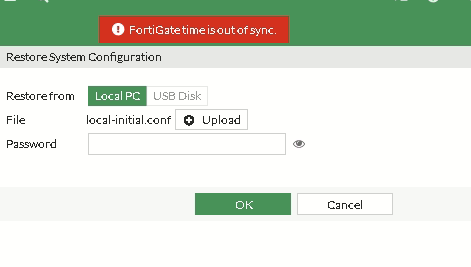 FortiGate time is out of sync.
Restore System Configuration
Restore from Local PC USB Disk
File local-initial.conf Upload
Password
OK Cancel